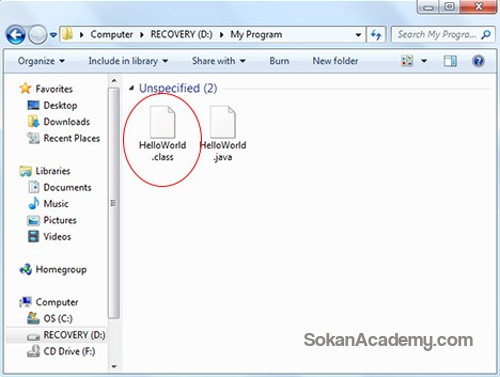 Computer ▸ RECOVERY (D:) ▸ My Program
Search My Progra...
Organize Include in library Share with Burn New folder
Favorites
Desktop
Downloads
Recent Places
Libraries
Documents
Music
Pictures
Videos
Homegroup
Computer
OS (C:)
RECOVERY (D:)
CD Drive (F:)
Unspecified (2)
HelloWorld
.class
HelloWorld
.java
SokanAcademy.com